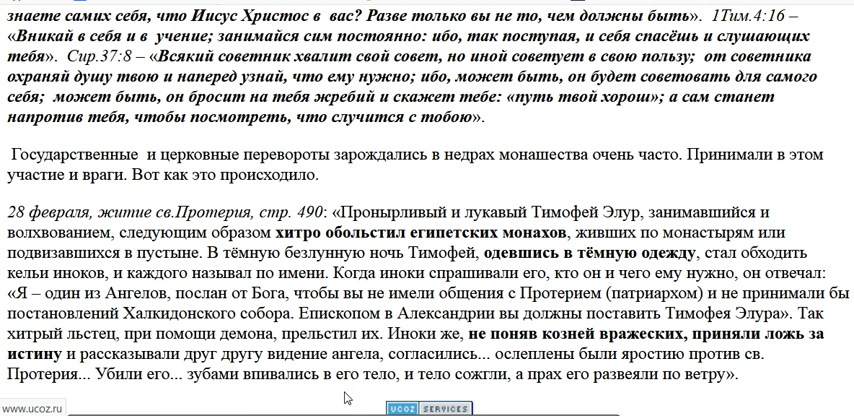 знаете самих себя, что Иисус Христос в вас? Разве только вы не то, чем должны быть». 1Тим.4:16 –
«Вникай в себя и в учение; занимайся сим постоянно: ибо, так поступая, и себя спасёшь и слушающих
тебя». Сир.37:8 – «Всякий советник хвалит свой совет, но иной советует в свою пользу; от советника
охраняй душу твою и наперед узнай, что ему нужно; ибо, может быть, он будет советовать для самого
себя; может быть, он бросит на тебя жребий и скажет тебе: «путь твой хорош»; а сам станет
напротив тебя, чтобы посмотреть, что случится с тобою».
Государственные и церковные перевороты зарождались в недрах монашества очень часто. Принимали в этом
участие и враги. Вот как это происходило.
28 февраля, житие св.Протерия, стр. 490: «Пронырливый и лукавый Тимофей Элур, занимавшийся и
волхвованием, следующим образом хитро обольстил египетских монахов, живших по монастырям или
подвизавшихся в пустыне. В тёмную безлунную ночь Тимофей, одевшись в тёмную одежду, стал обходить
кельи иноков, и каждого называл по имени. Когда иноки спрашивали его, кто он и чего ему нужно, он отвечал:
«Я – один из Ангелов, послан от Бога, чтобы вы не имели общения с Протерием (патриархом) и не принимали бы
постановлений Халкидонского собора. Епископом в Александрии вы должны поставить Тимофея Элура». Так
хитрый льстец, при помощи демона, прельстил их. Иноки же, не поняв козней вражеских, приняли ложь за
истину и рассказывали друг другу видение ангела, согласились... ослеплены были яростию против св.
Протерия... Убили его... зубами впивались в его тело, и тело сожгли, а прах его развеяли по ветру».
www.ucoz.ru
UCOZ SERVICES